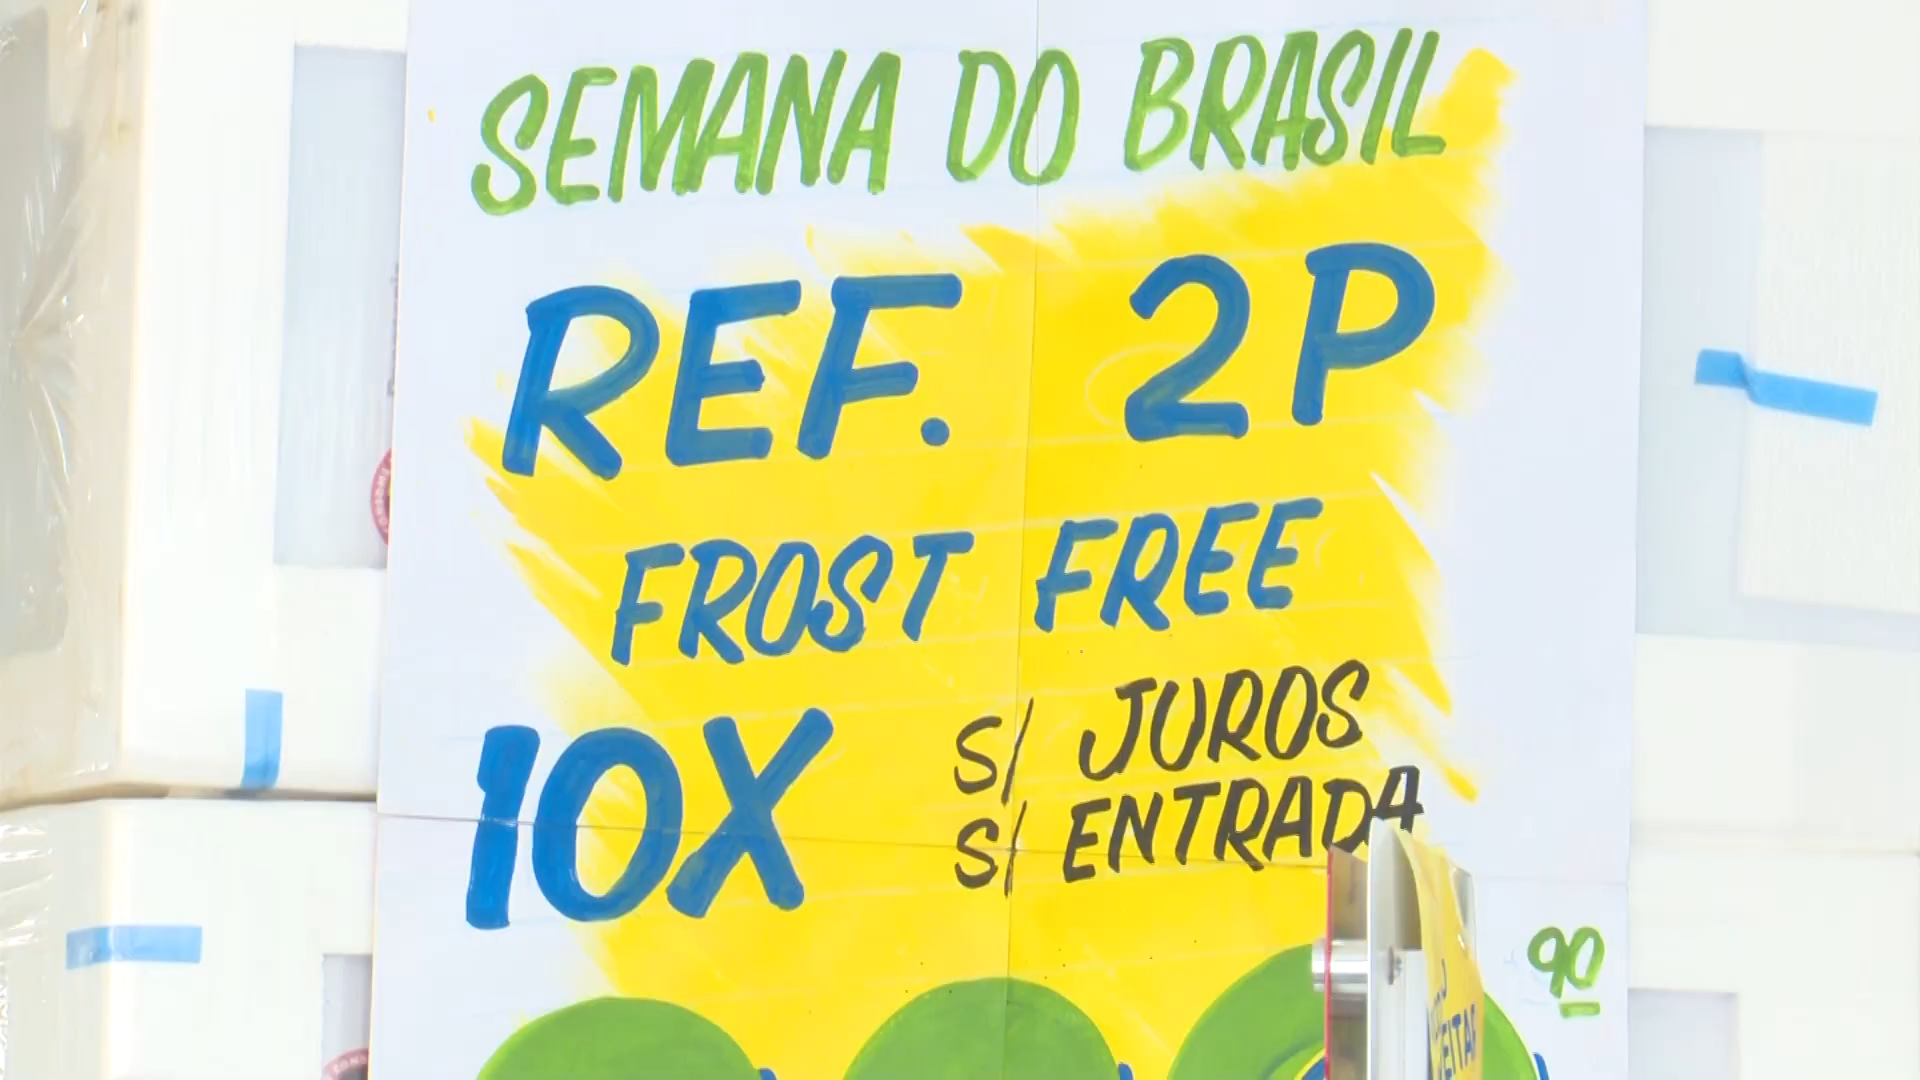 SEMANA DO BRASIL
REF. 2P
FROST FREE
10X
S/ JUROS
S/ ENTRADA
90